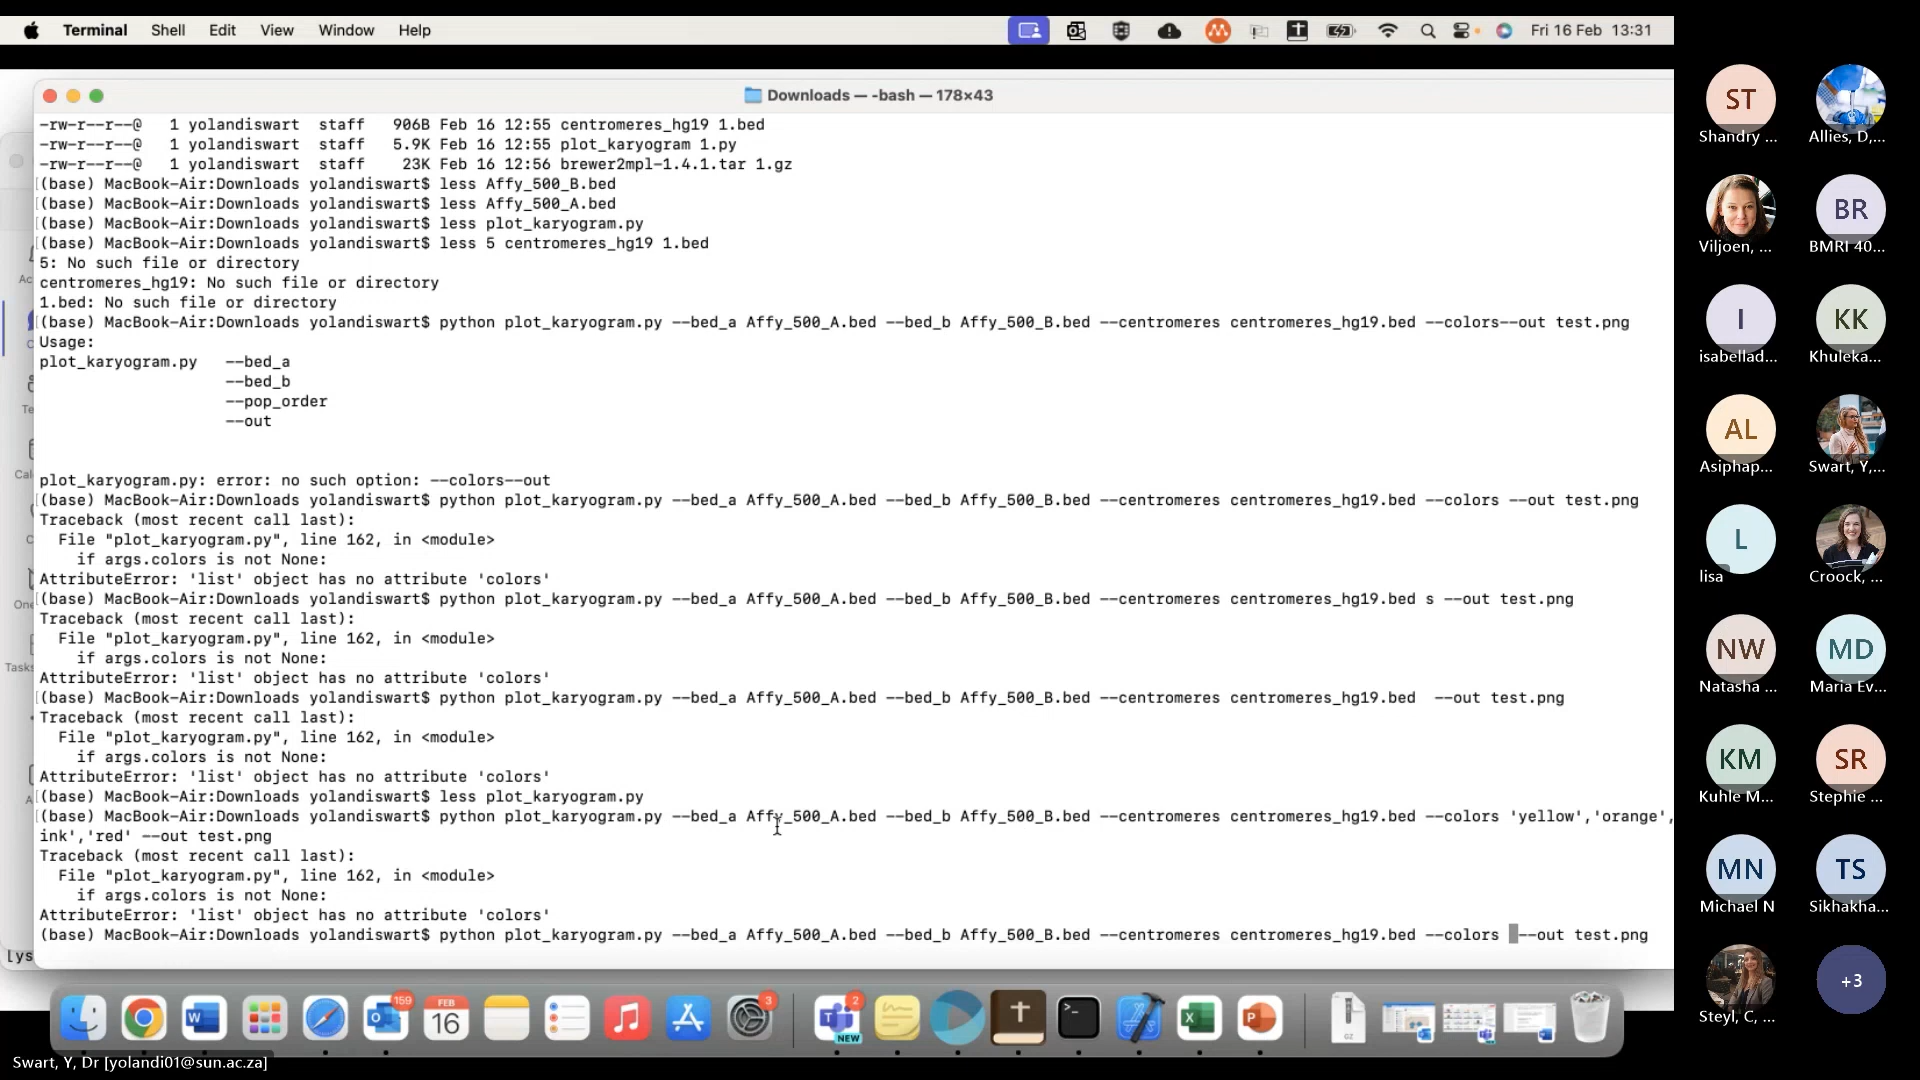 Terminal Shell Edit View Window Help Fri 16 Feb 13:31
Downloads — -bash — 178×43
-rw-r--r--@ 1 yolandiswart staff 906B Feb 16 12:55 centromeres_hg19 1.bed
-rw-r--r--@ 1 yolandiswart staff 5.9K Feb 16 12:55 plot_karyogram 1.py
-rw-r--r--@ 1 yolandiswart staff 23K Feb 16 12:56 brewer2mpl-1.4.1.tar 1.gz
[(base) MacBook-Air:Downloads yolandiswart$ less Affy_500_B.bed
[(base) MacBook-Air:Downloads yolandiswart$ less Affy_500_A.bed
[(base) MacBook-Air:Downloads yolandiswart$ less plot_karyogram.py
[(base) MacBook-Air:Downloads yolandiswart$ less 5 centromeres_hg19 1.bed
5: No such file or directory
centromeres_hg19: No such file or directory
1.bed: No such file or directory
[(base) MacBook-Air:Downloads yolandiswart$ python plot_karyogram.py --bed_a Affy_500_A.bed --bed_b Affy_500_B.bed --centromeres centromeres_hg19.bed --colors--out test.png
Usage:
plot_karyogram.py --bed_a
--bed_b
--pop_order
--out
plot_karyogram.py: error: no such option: --colors--out
[(base) MacBook-Air:Downloads yolandiswart$ python plot_karyogram.py --bed_a Affy_500_A.bed --bed_b Affy_500_B.bed --centromeres centromeres_hg19.bed --colors --out test.png
Traceback (most recent call last):
File "plot_karyogram.py", line 162, in <module>
if args.colors is not None:
AttributeError: 'list' object has no attribute 'colors'
[(base) MacBook-Air:Downloads yolandiswart$ python plot_karyogram.py --bed_a Affy_500_A.bed --bed_b Affy_500_B.bed --centromeres centromeres_hg19.bed s --out test.png
Traceback (most recent call last):
File "plot_karyogram.py", line 162, in <module>
if args.colors is not None:
AttributeError: 'list' object has no attribute 'colors'
[(base) MacBook-Air:Downloads yolandiswart$ python plot_karyogram.py --bed_a Affy_500_A.bed --bed_b Affy_500_B.bed --centromeres centromeres_hg19.bed --out test.png
Traceback (most recent call last):
File "plot_karyogram.py", line 162, in <module>
if args.colors is not None:
AttributeError: 'list' object has no attribute 'colors'
[(base) MacBook-Air:Downloads yolandiswart$ less plot_karyogram.py
[(base) MacBook-Air:Downloads yolandiswart$ python plot_karyogram.py --bed_a Affy_500_A.bed --bed_b Affy_500_B.bed --centromeres centromeres_hg19.bed --colors 'yellow','orange',
ink','red' --out test.png
Traceback (most recent call last):
File "plot_karyogram.py", line 162, in <module>
if args.colors is not None:
AttributeError: 'list' object has no attribute 'colors'
(base) MacBook-Air:Downloads yolandiswart$ python plot_karyogram.py --bed_a Affy_500_A.bed --bed_b Affy_500_B.bed --centromeres centromeres_hg19.bed --colors --out test.png
[ys
Tasks
159
FEB
16
3
2
NEW
Swart, Y, Dr [yolandi01@sun.ac.za]
ST
Shandry ...
Allies, D,...
Viljoen, ...
BR
BMRI 40...
I
isabellad...
KK
Khuleka...
AL
Asiphap...
Swart, Y,...
L
lisa
Croock, ...
NW
Natasha ...
MD
Maria Ev...
KM
Kuhle M...
SR
Stephie ...
MN
Michael N
TS
Sikhakha...
Steyl, C, ...
+3